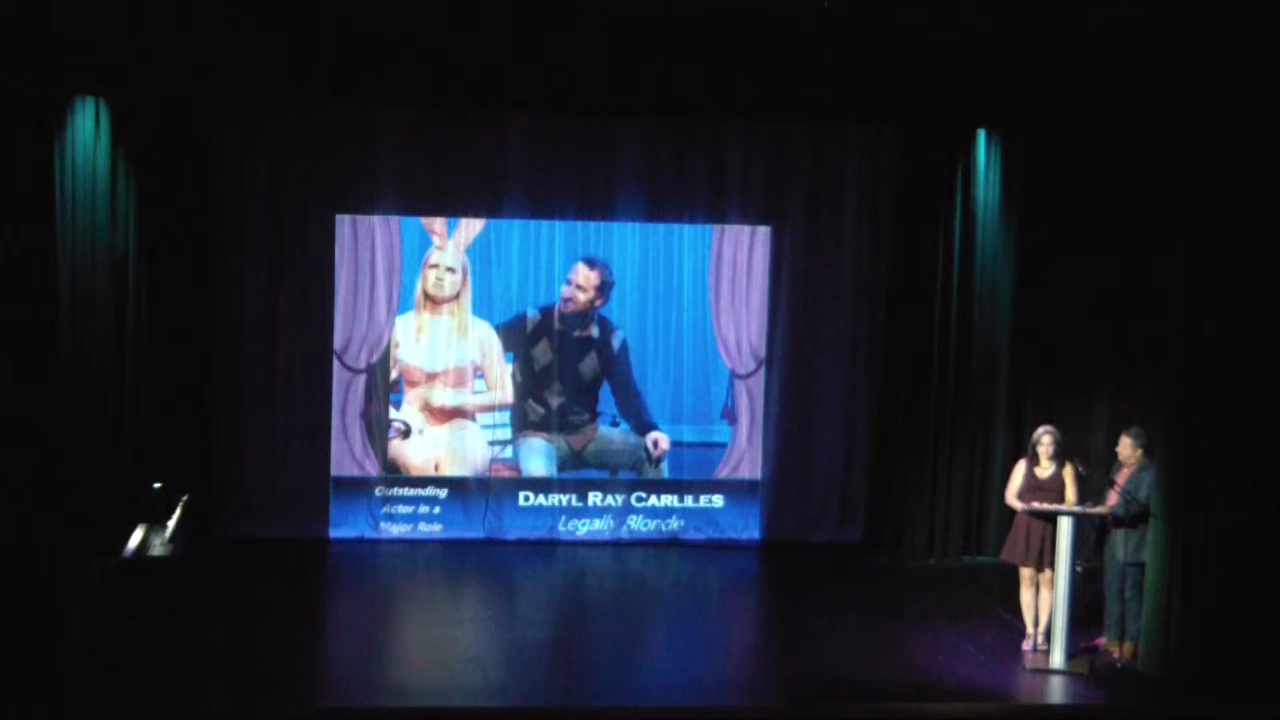 Outstanding
Actor in a
Major Role
DARYL RAY CARLILES
Legally Blonde